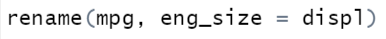 rename(mpg, eng_size = displ)